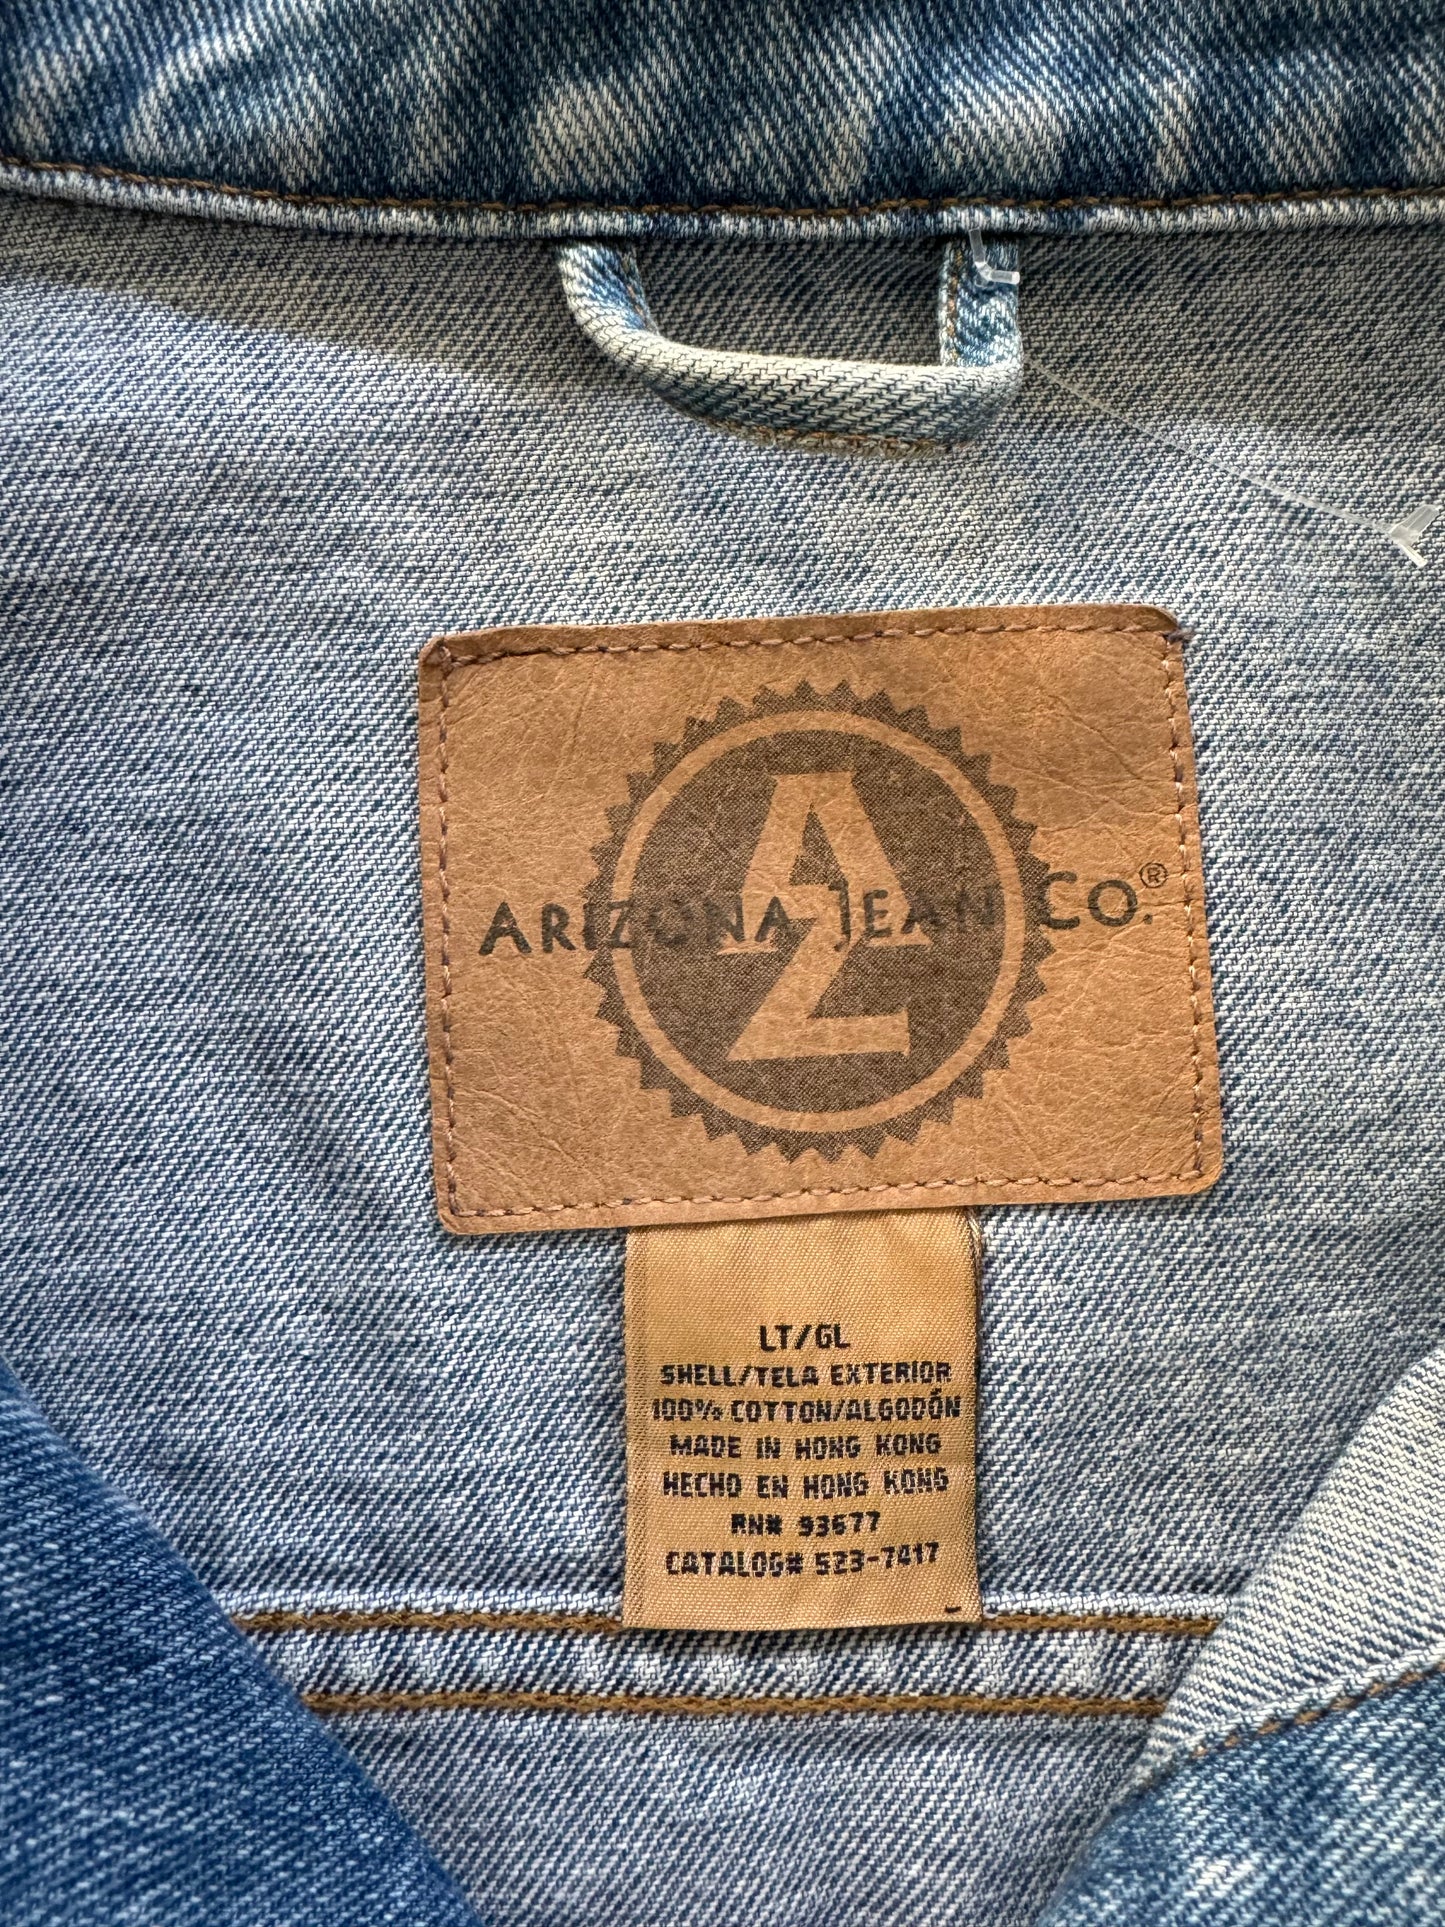 AZ
ARIZONA JEAN CO.®
LT/GL
SHELL/TELA EXTERIOR
100% COTTON/ALGODÓN
MADE IN HONG KONG
HECHO EN HONG KONG
RN# 93677
CATALOG# 523-7417